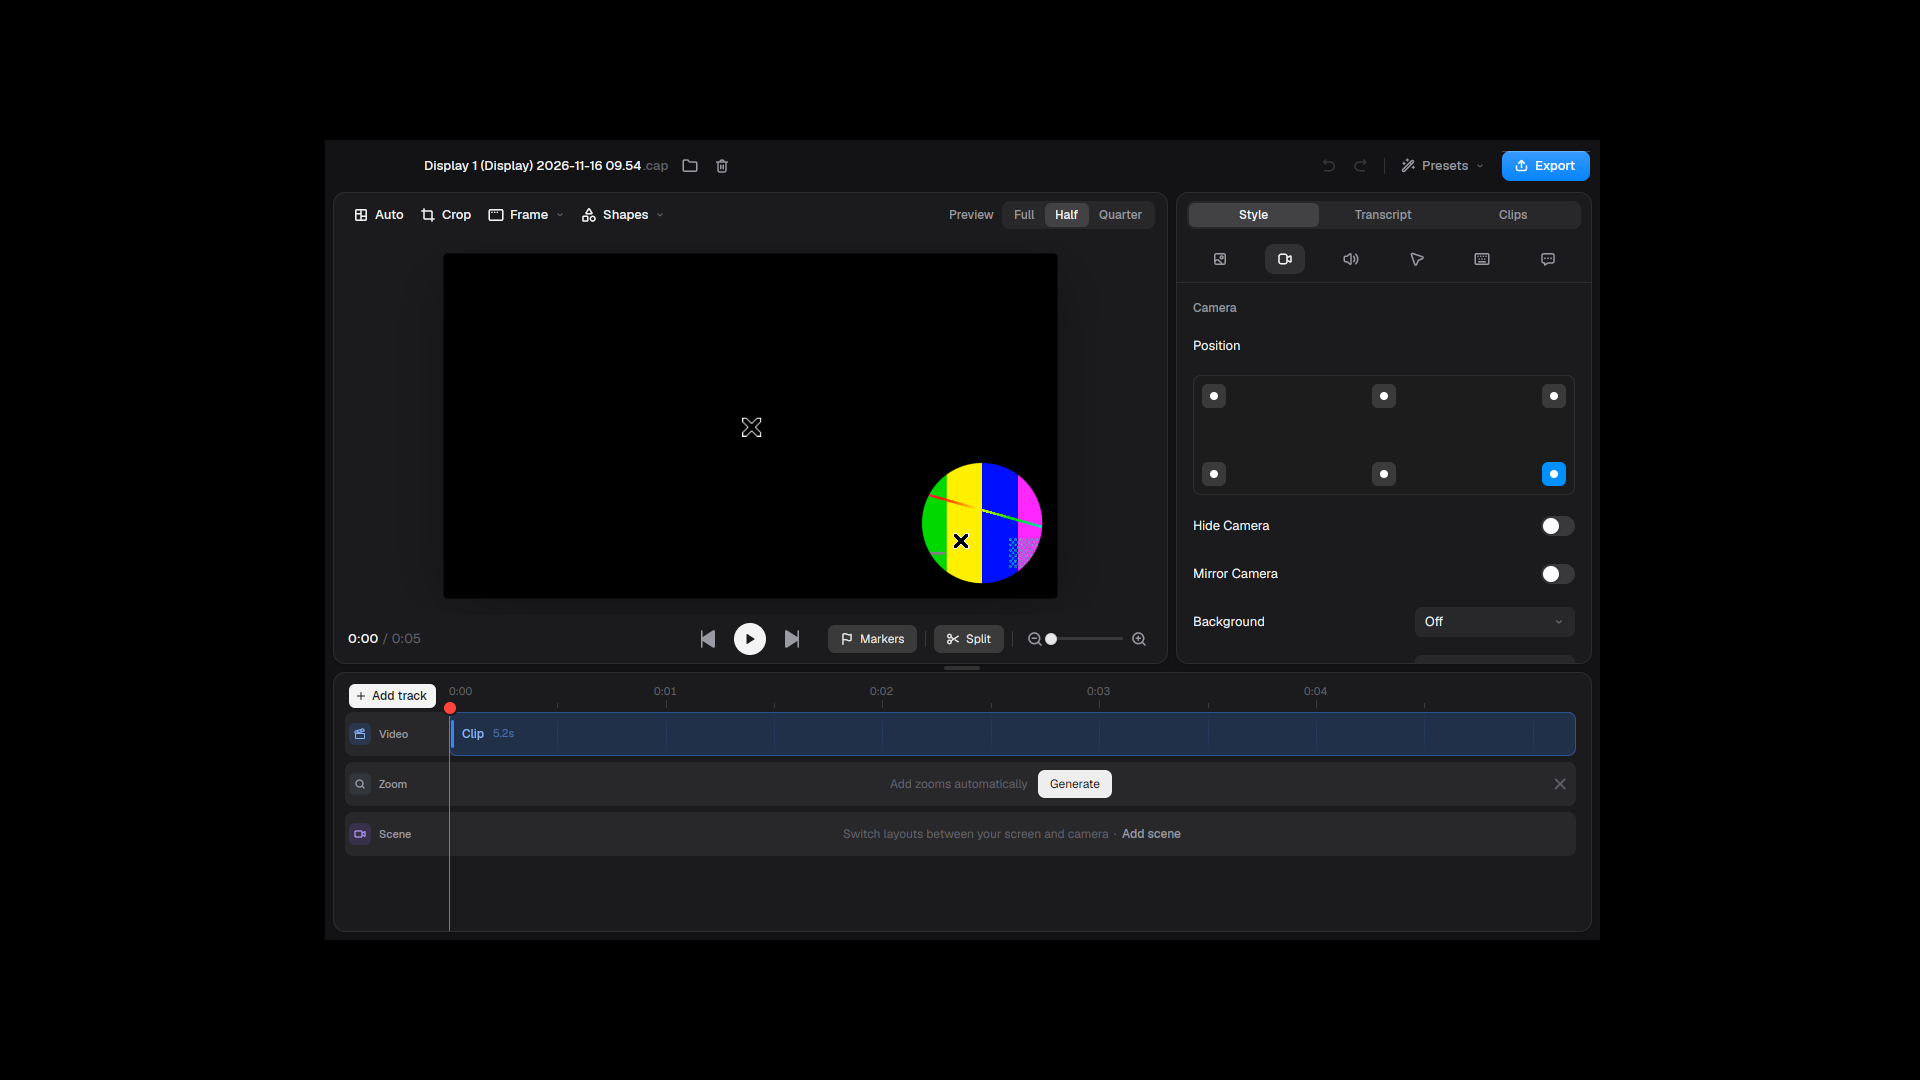 Display 1 (Display) 2026-11-16 09.54.cap
Presets
Export
Auto
Crop
Frame
Shapes
Preview
Full
Half
Quarter
Style
Transcript
Clips
Camera
Position
Hide Camera
Mirror Camera
Background
Off
0:00 / 0:05
Markers
Split
+ Add track
0:00
0:01
0:02
0:03
0:04
Video
Clip 5.2s
Zoom
Add zooms automatically
Generate
Scene
Switch layouts between your screen and camera · Add scene